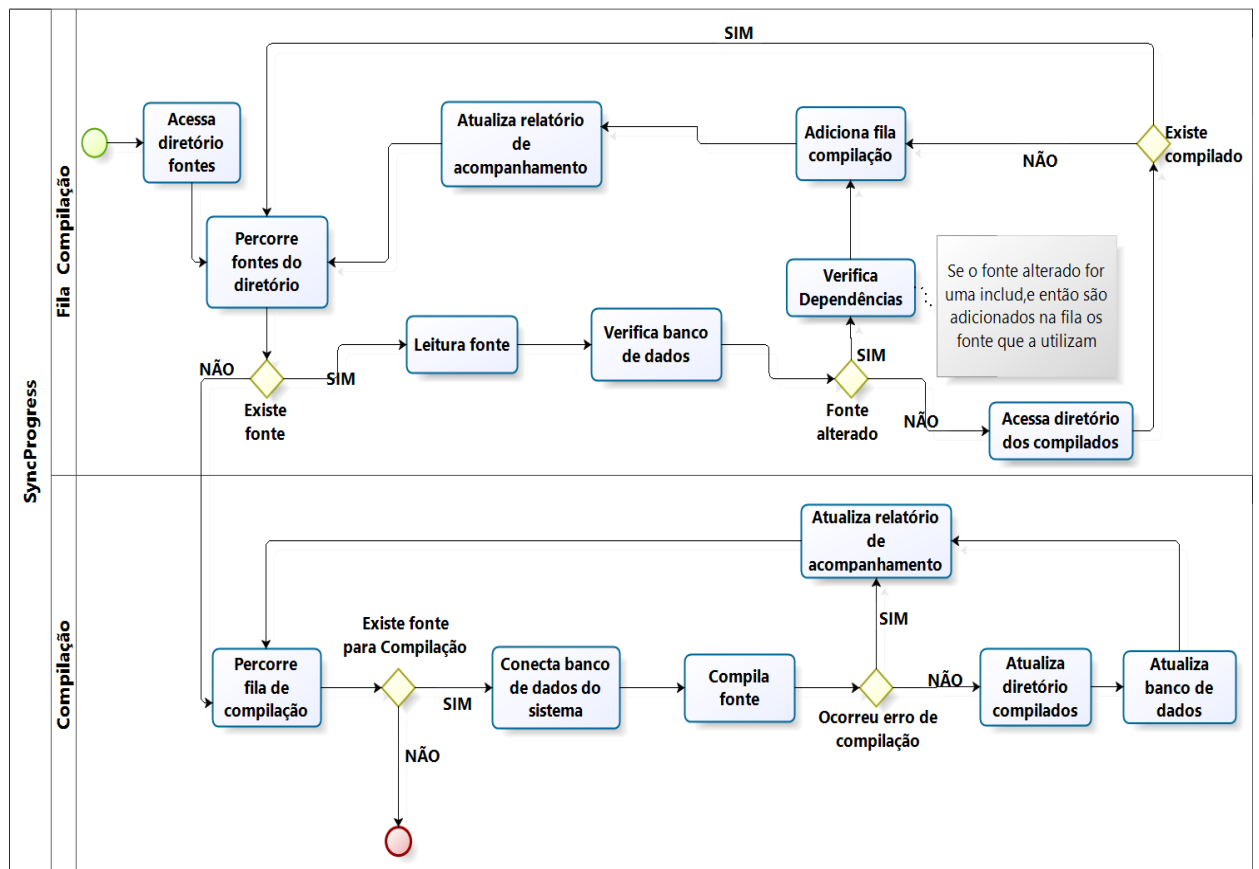 SyncProgress
Fila Compilação
SIM
Acessa
diretório
fontes
Atualiza relatório
de
acompanhamento
Adiciona fila
compilação
NÃO
Existe
compilado
Percorre
fontes do
diretório
Verifica
Dependências
Se o fonte alterado for
uma includ,e então são
adicionados na fila os
fonte que a utilizam
Leitura fonte
Verifica banco
de dados
SIM
NÃO
SIM
Existe
fonte
Fonte
alterado
NÃO
Acessa diretório
dos compilados
Compilação
Atualiza relatório
de
acompanhamento
SIM
Existe fonte
para Compilação
Percorre
fila de
compilação
SIM
Conecta banco
de dados do
sistema
Compila
fonte
Ocorreu erro de
compilação
NÃO
Atualiza
diretório
compilados
Atualiza
banco de
dados
NÃO